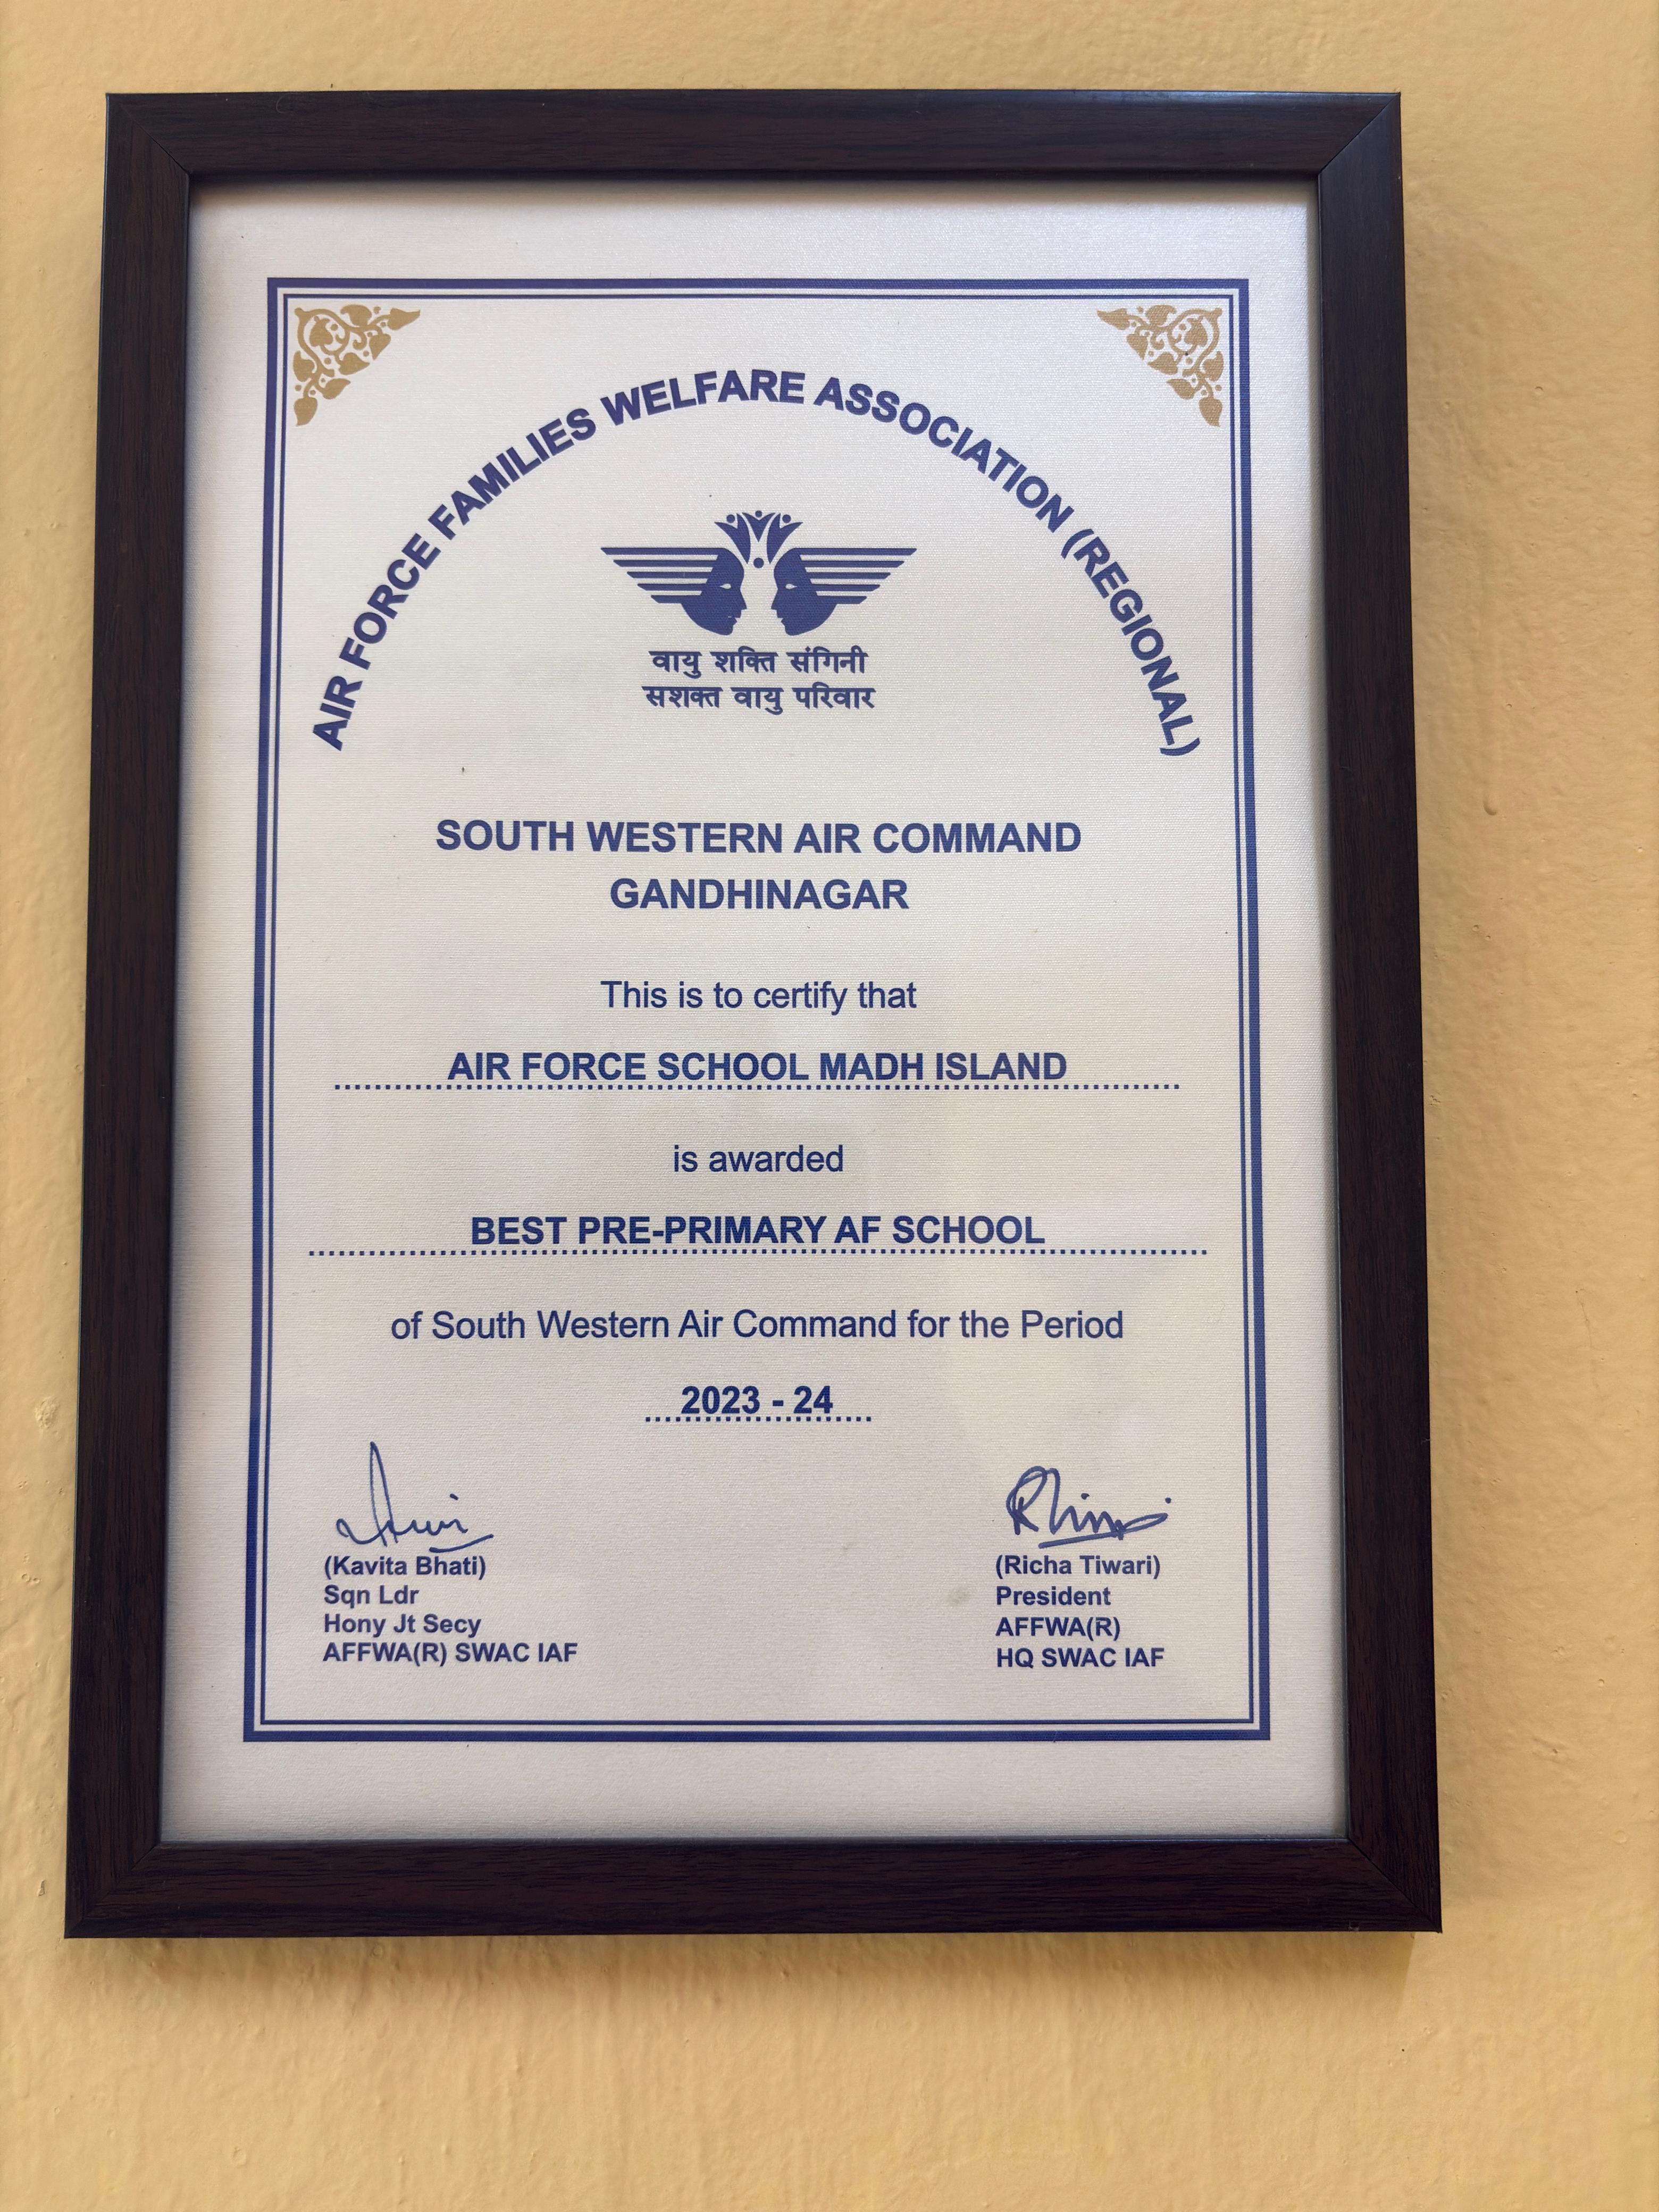 AIR FORCE FAMILIES WELFARE ASSOCIATION (REGIONAL)
वायु शक्ति संगिनी
सशक्त वायु परिवार
SOUTH WESTERN AIR COMMAND
GANDHINAGAR
This is to certify that
AIR FORCE SCHOOL MADH ISLAND
is awarded
BEST PRE-PRIMARY AF SCHOOL
of South Western Air Command for the Period
2023 - 24
(Kavita Bhati)
Sqn Ldr
Hony Jt Secy
AFFWA(R) SWAC IAF
(Richa Tiwari)
President
AFFWA(R)
HQ SWAC IAF